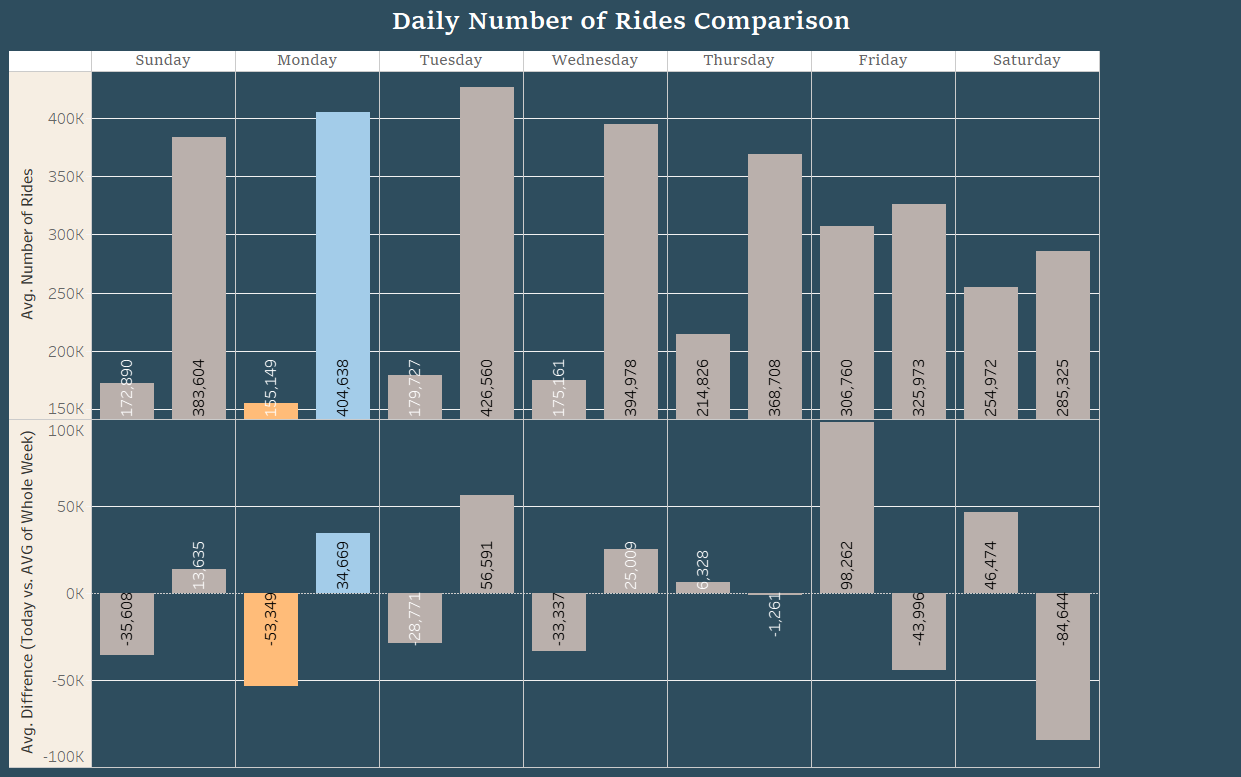 Daily Number of Rides Comparison
Sunday Monday Tuesday Wednesday Thursday Friday Saturday
Avg. Number of Rides
400K
350K
300K
250K
200K
150K
172,890 383,604 155,149 404,638 179,727 426,560 175,161 394,978 214,826 368,708 306,760 325,973 254,972 285,325
Avg. Diffrence (Today vs. AVG of Whole Week)
100K
50K
0K
-50K
-100K
-35,608 13,635 -53,349 34,669 -28,771 56,591 -33,337 25,009 6,328 -1,261 98,262 -43,996 46,474 -84,644